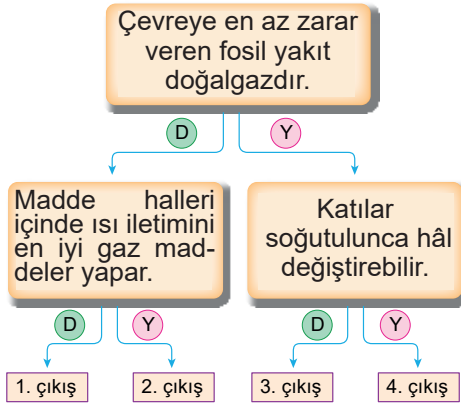 Çevreye en az zarar
veren fosil yakıt
doğalgazdır.
D
Y
Madde halleri
içinde ısı iletimini
en iyi gaz mad-
deler yapar.
Katılar
soğutulunca hâl
değiştirebilir.
D
Y
D
Y
1. çıkış
2. çıkış
3. çıkış
4. çıkış